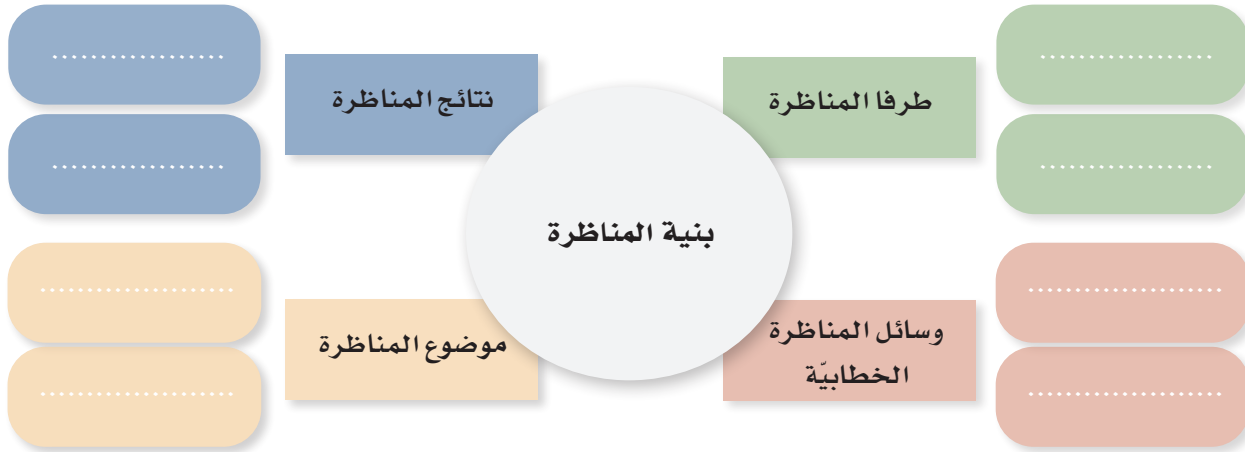 طرفا المناظرة
نتائج المناظرة
بنية المناظرة
وسائل المناظرة
الخطابيّة
موضوع المناظرة